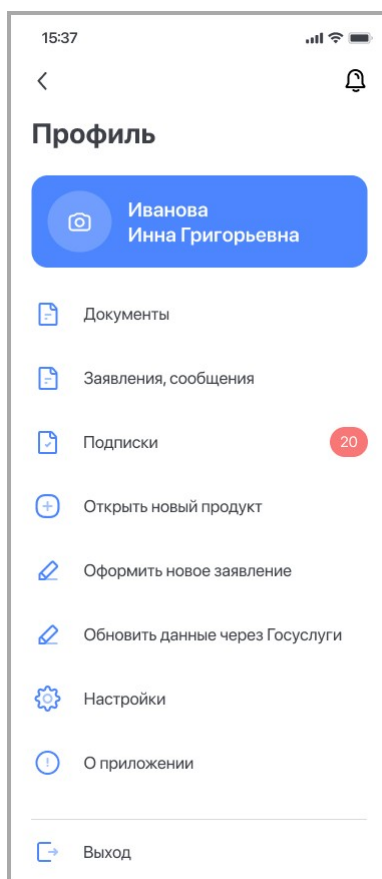 15:37
Профиль
Иванова
Инна Григорьевна
Документы
Заявления, сообщения
Подписки
20
Открыть новый продукт
Оформить новое заявление
Обновить данные через Госуслуги
Настройки
О приложении
Выход